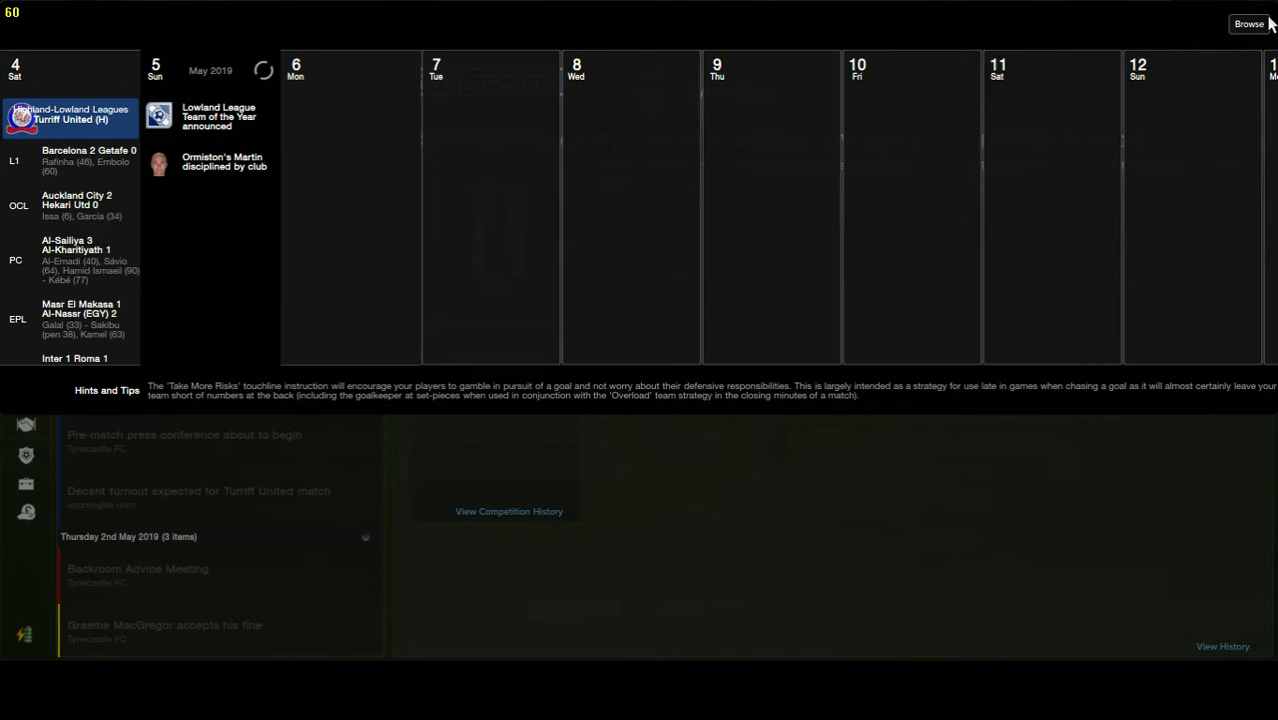 60
Browse
4
Sat
5
Sun
May 2019
6
Mon
7
Tue
8
Wed
9
Thu
10
Fri
11
Sat
12
Sun
Highland-Lowland Leagues
Turriff United (H)
L1
Barcelona 2 Getafe 0
Rafinha (46), Embolo
(60)
OCL
Auckland City 2
Hekari Utd 0
Issa (6), García (34)
PC
Al-Sailiya 3
Al-Kharitiyath 1
Al-Emadi (40), Sávio
(64), Hamid Ismaeil (90)
- Kébé (77)
EPL
Masr El Makasa 1
Al-Nassr (EGY) 2
Galal (33) - Sakibu
(pen 38), Kamel (63)
Inter 1 Roma 1
Lowland League
Team of the Year
announced
Ormiston's Martin
disciplined by club
Hints and Tips
The 'Take More Risks' touchline instruction will encourage your players to gamble in pursuit of a goal and not worry about their defensive responsibilities. This is largely intended as a strategy for use late in games when chasing a goal as it will almost certainly leave your
team short of numbers at the back (including the goalkeeper at set-pieces when used in conjunction with the 'Overload' team strategy in the closing minutes of a match).
Pre-match press conference about to begin
Tynecastle FC
Decent turnout expected for Turriff United match
sportinglife.com
Thursday 2nd May 2019 (3 items)
Backroom Advice Meeting
Tynecastle FC
Graeme MacGregor accepts his fine
Tynecastle FC
View Competition History
View History